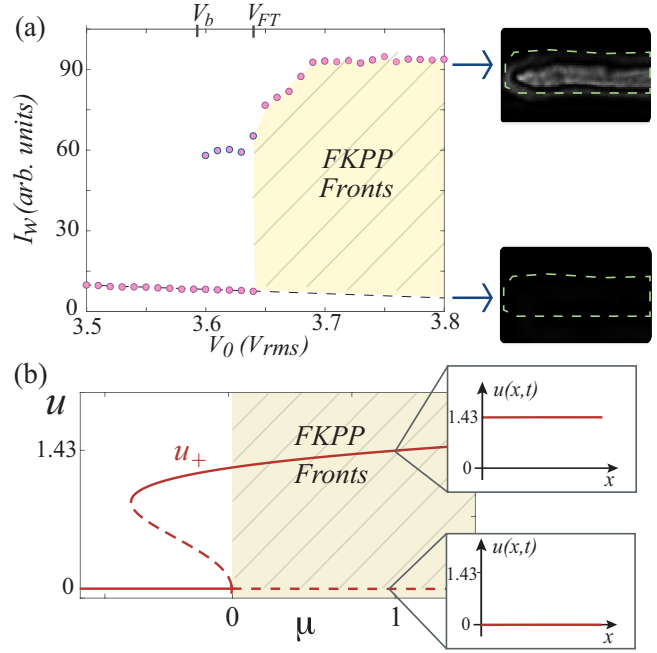 (a)
V_b
V_FT
I_W (arb. units)
90
60
30
0
FKPP
Fronts
3.5
3.6
3.7
3.8
V_0 (V_rms)
(b)
u
1.43
0
u_+
FKPP
Fronts
0
μ
1
u(x,t)
1.43
0
x
u(x,t)
1.43
0
x